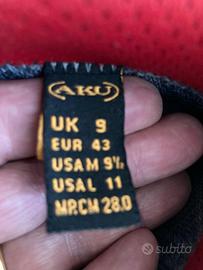 AKU
UK 9
EUR 43
USAM 9½
USAL 11
MP.CM 28.0
subito